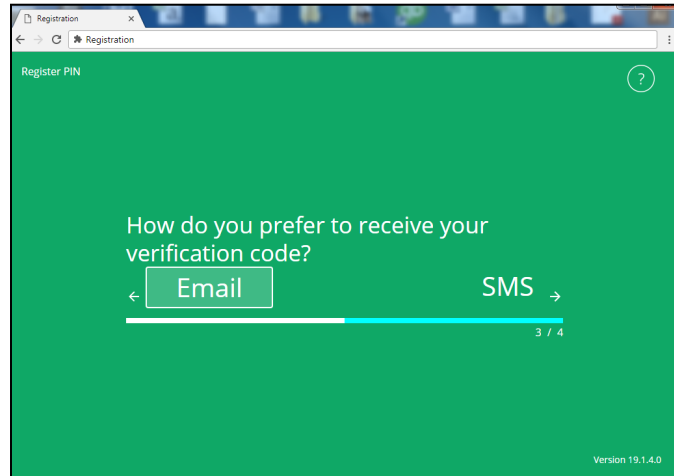 Registration
Registration
Register PIN
?
How do you prefer to receive your
verification code?
← Email SMS →
3 / 4
Version 19.1.4.0